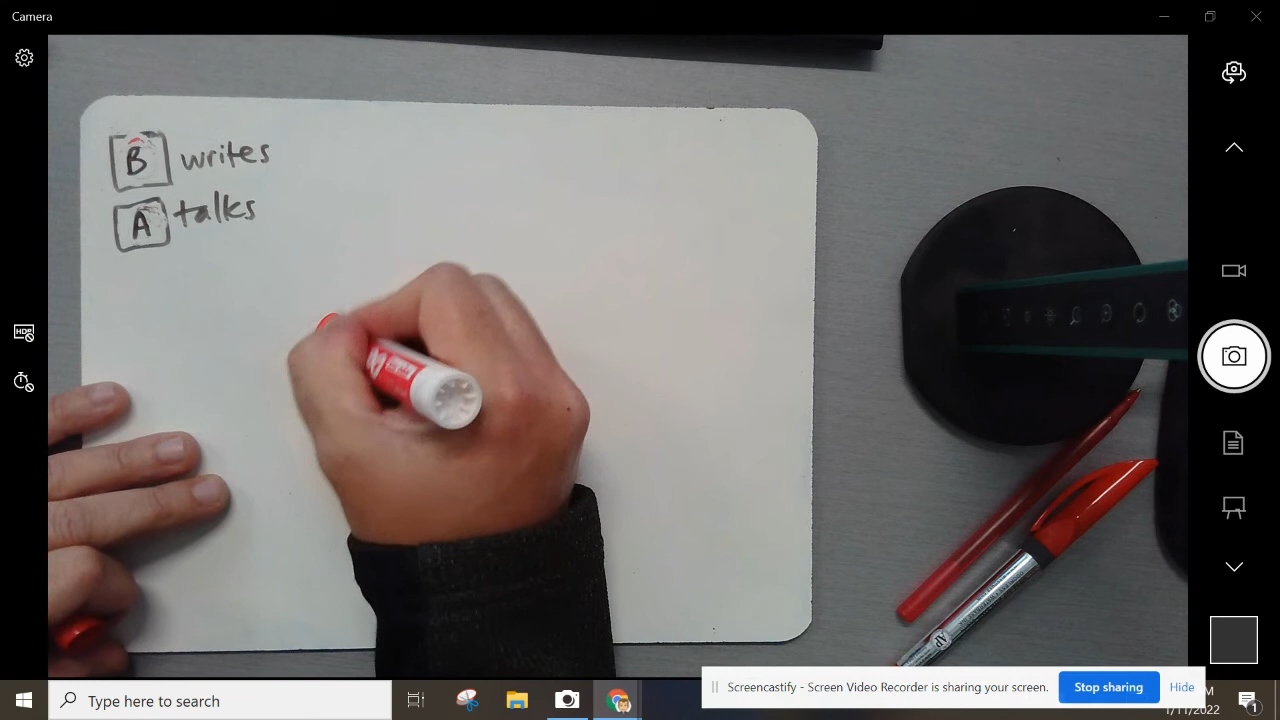 Camera
B writes
A talks
Type here to search
Screencastify - Screen Video Recorder is sharing your screen.
Stop sharing
Hide
M
1/11/2022
1